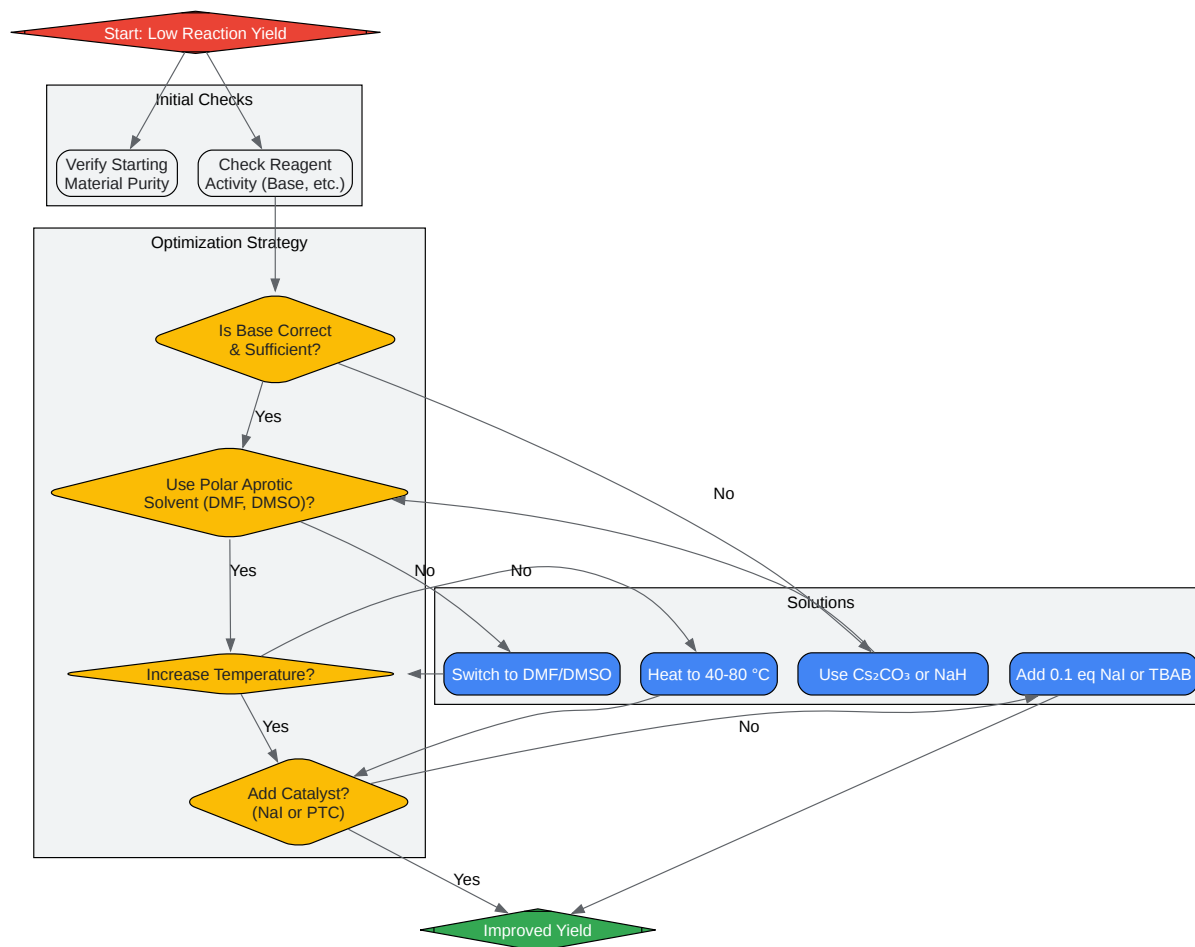 Start: Low Reaction Yield
Initial Checks
Verify Starting
Material Purity
Check Reagent
Activity (Base, etc.)
Optimization Strategy
Is Base Correct
& Sufficient?
Yes
No
Use Polar Aprotic
Solvent (DMF, DMSO)?
Yes
No
No
Solutions
Increase Temperature?
Switch to DMF/DMSO
Heat to 40-80 °C
Use Cs₂CO₃ or NaH
Add 0.1 eq NaI or TBAB
Yes
No
Add Catalyst?
(NaI or PTC)
Yes
Improved Yield